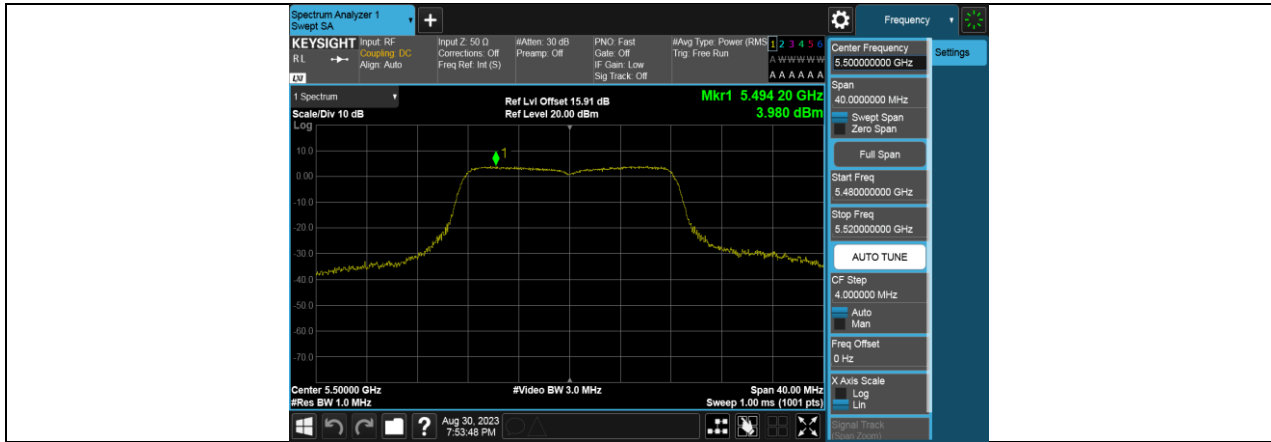 Spectrum Analyzer 1
Swept SA
+
Frequency
KEYSIGHT
RL
LXI
Input: RF
Coupling: DC
Align: Auto
Input Z: 50 Ω
Corrections: Off
Freq Ref: Int (S)
#Atten: 30 dB
Preamp: Off
PNO: Fast
Gate: Off
IF Gain: Low
Sig Track: Off
#Avg Type: Power (RMS
Trig: Free Run
1 2 3 4 5 6
A W W W W W
A A A A A A
1 Spectrum
Scale/Div 10 dB
Ref Lvl Offset 15.91 dB
Ref Level 20.00 dBm
Mkr1 5.494 20 GHz
3.980 dBm
Log
10.0
0.00
-10.0
-20.0
-30.0
-40.0
-50.0
-60.0
-70.0
1
Center 5.50000 GHz
#Res BW 1.0 MHz
#Video BW 3.0 MHz
Span 40.00 MHz
Sweep 1.00 ms (1001 pts)
Center Frequency
5.500000000 GHz
Settings
Span
40.0000000 MHz
Swept Span
Zero Span
Full Span
Start Freq
5.480000000 GHz
Stop Freq
5.520000000 GHz
AUTO TUNE
CF Step
4.000000 MHz
Auto
Man
Freq Offset
0 Hz
X Axis Scale
Log
Lin
Signal Track
(Span Zoom)
?
Aug 30, 2023
7:53:48 PM